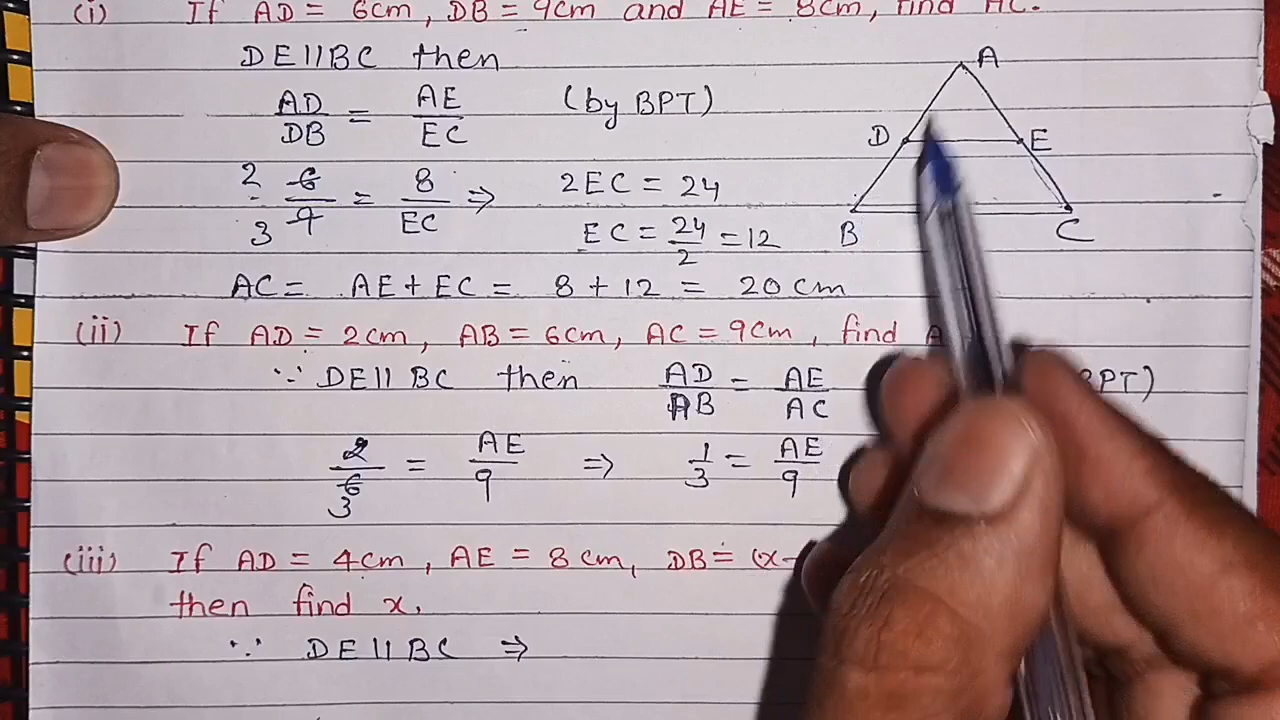 (i) If AD = 6cm, DB = 9cm and AE = 8cm, find AC.
DE||BC then
AD/DB = AE/EC (by BPT)
2/3 6/9 = 8/EC ⇒ 2EC = 24
EC = 24/2 = 12
AC = AE + EC = 8 + 12 = 20 cm
A
D E
B C
(ii) If AD = 2cm, AB = 6cm, AC = 9cm, find A
∵ DE || BC then AD/AB = AE/AC BPT)
2/6 3 = AE/9 ⇒ 1/3 = AE/9
(iii) If AD = 4cm, AE = 8cm, DB = (x-
then find x.
∵ DE||BC ⇒